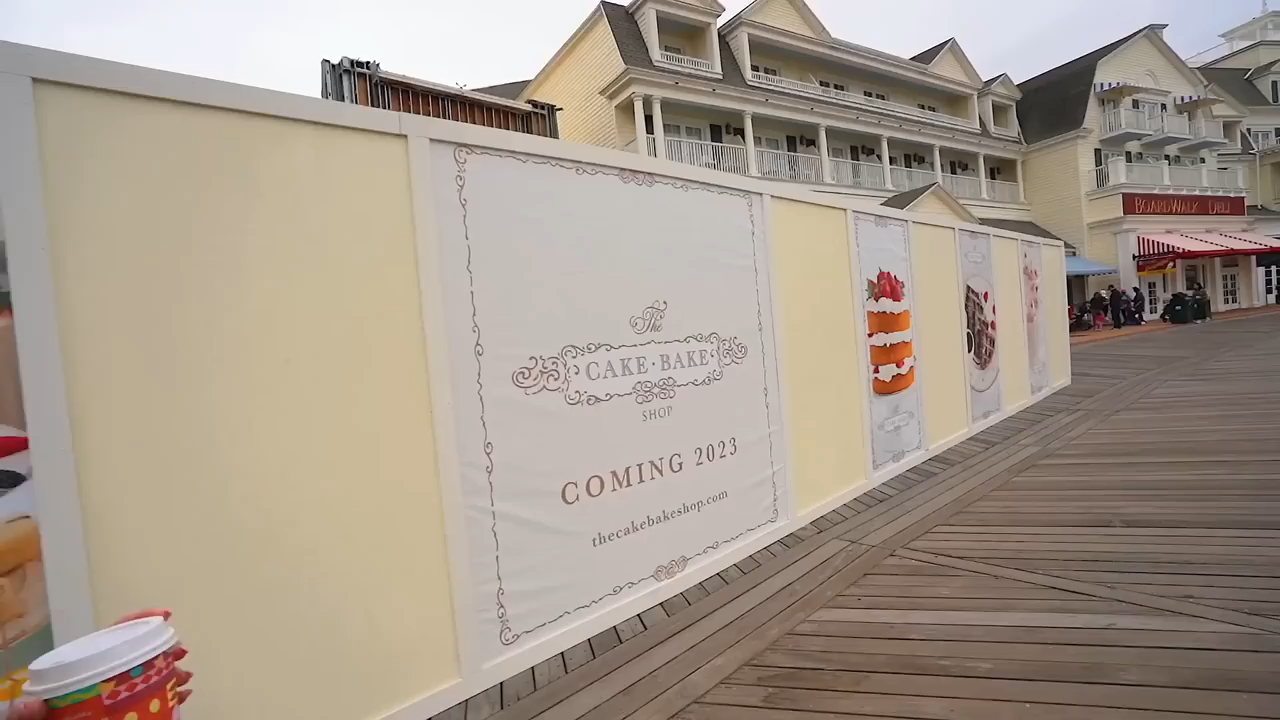 The
CAKE·BAKE
SHOP
COMING 2023
thecakebakeshop.com
BOARDWALK DELI